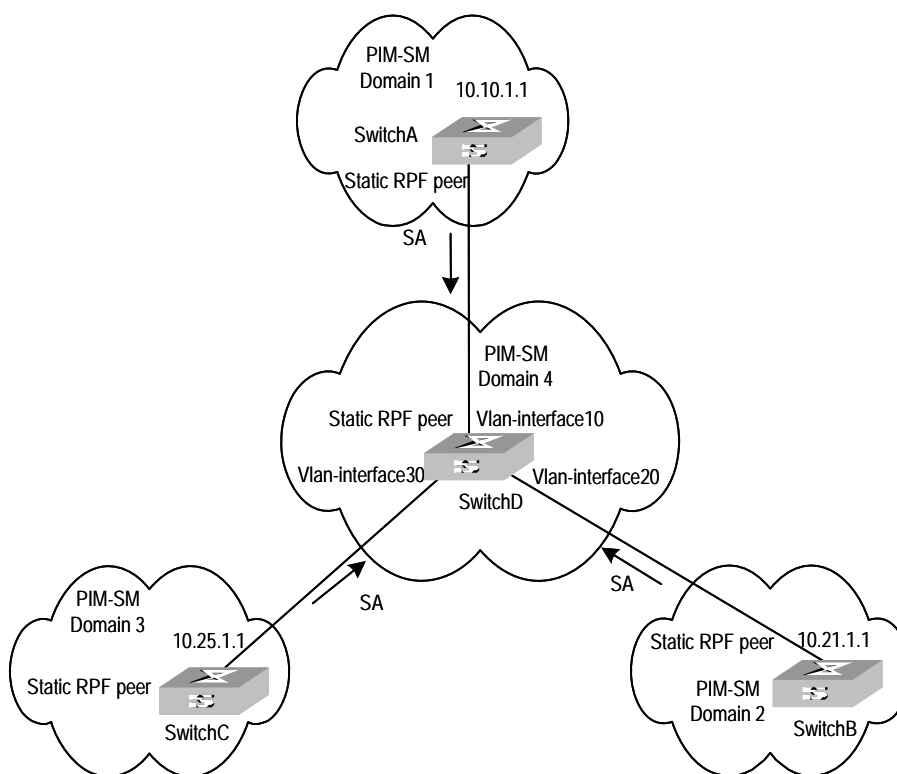 PIM-SM
Domain 1
10.10.1.1
SwitchA
Static RPF peer
SA
PIM-SM
Domain 4
Static RPF peer
Vlan-interface10
Vlan-interface30
Vlan-interface20
SwitchD
SA
SA
PIM-SM
Domain 3
10.25.1.1
Static RPF peer
SwitchC
Static RPF peer
10.21.1.1
PIM-SM
Domain 2
SwitchB